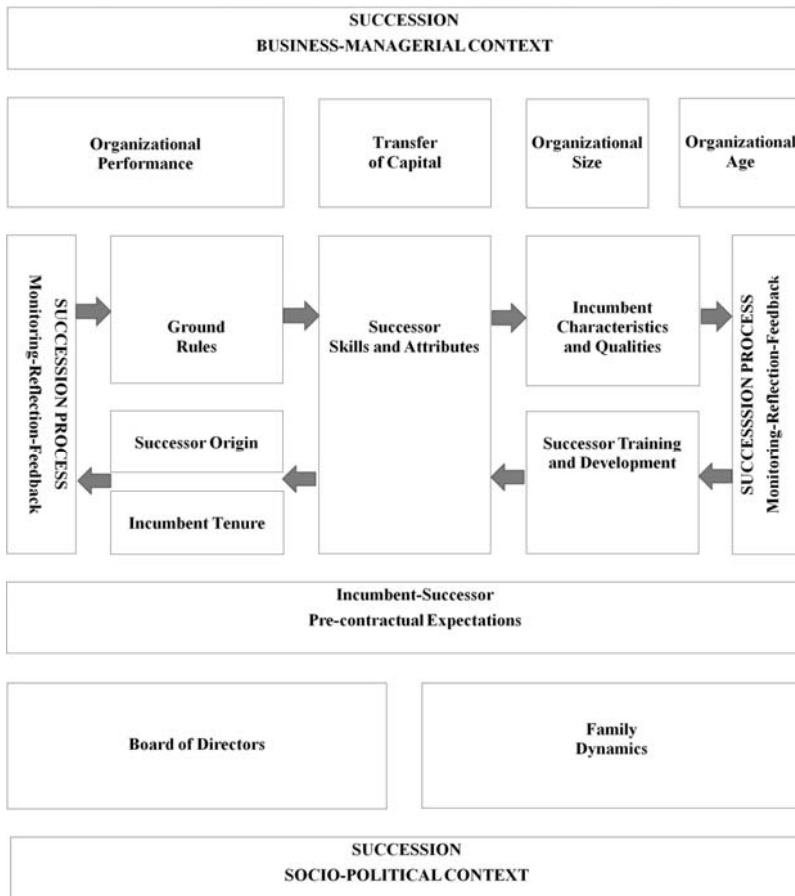 SUCCESSION
BUSINESS-MANAGERIAL CONTEXT
Organizational
Performance
Transfer
of Capital
Organizational
Size
Organizational
Age
SUCCESSION PROCESS
Monitoring-Reflection-Feedback
Ground
Rules
Successor
Skills and Attributes
Incumbent
Characteristics
and Qualities
SUCCESSSION PROCESS
Monitoring-Reflection-Feedback
Successor Origin
Incumbent Tenure
Successor Training
and Development
Incumbent-Successor
Pre-contractual Expectations
Board of Directors
Family
Dynamics
SUCCESSION
SOCIO-POLITICAL CONTEXT